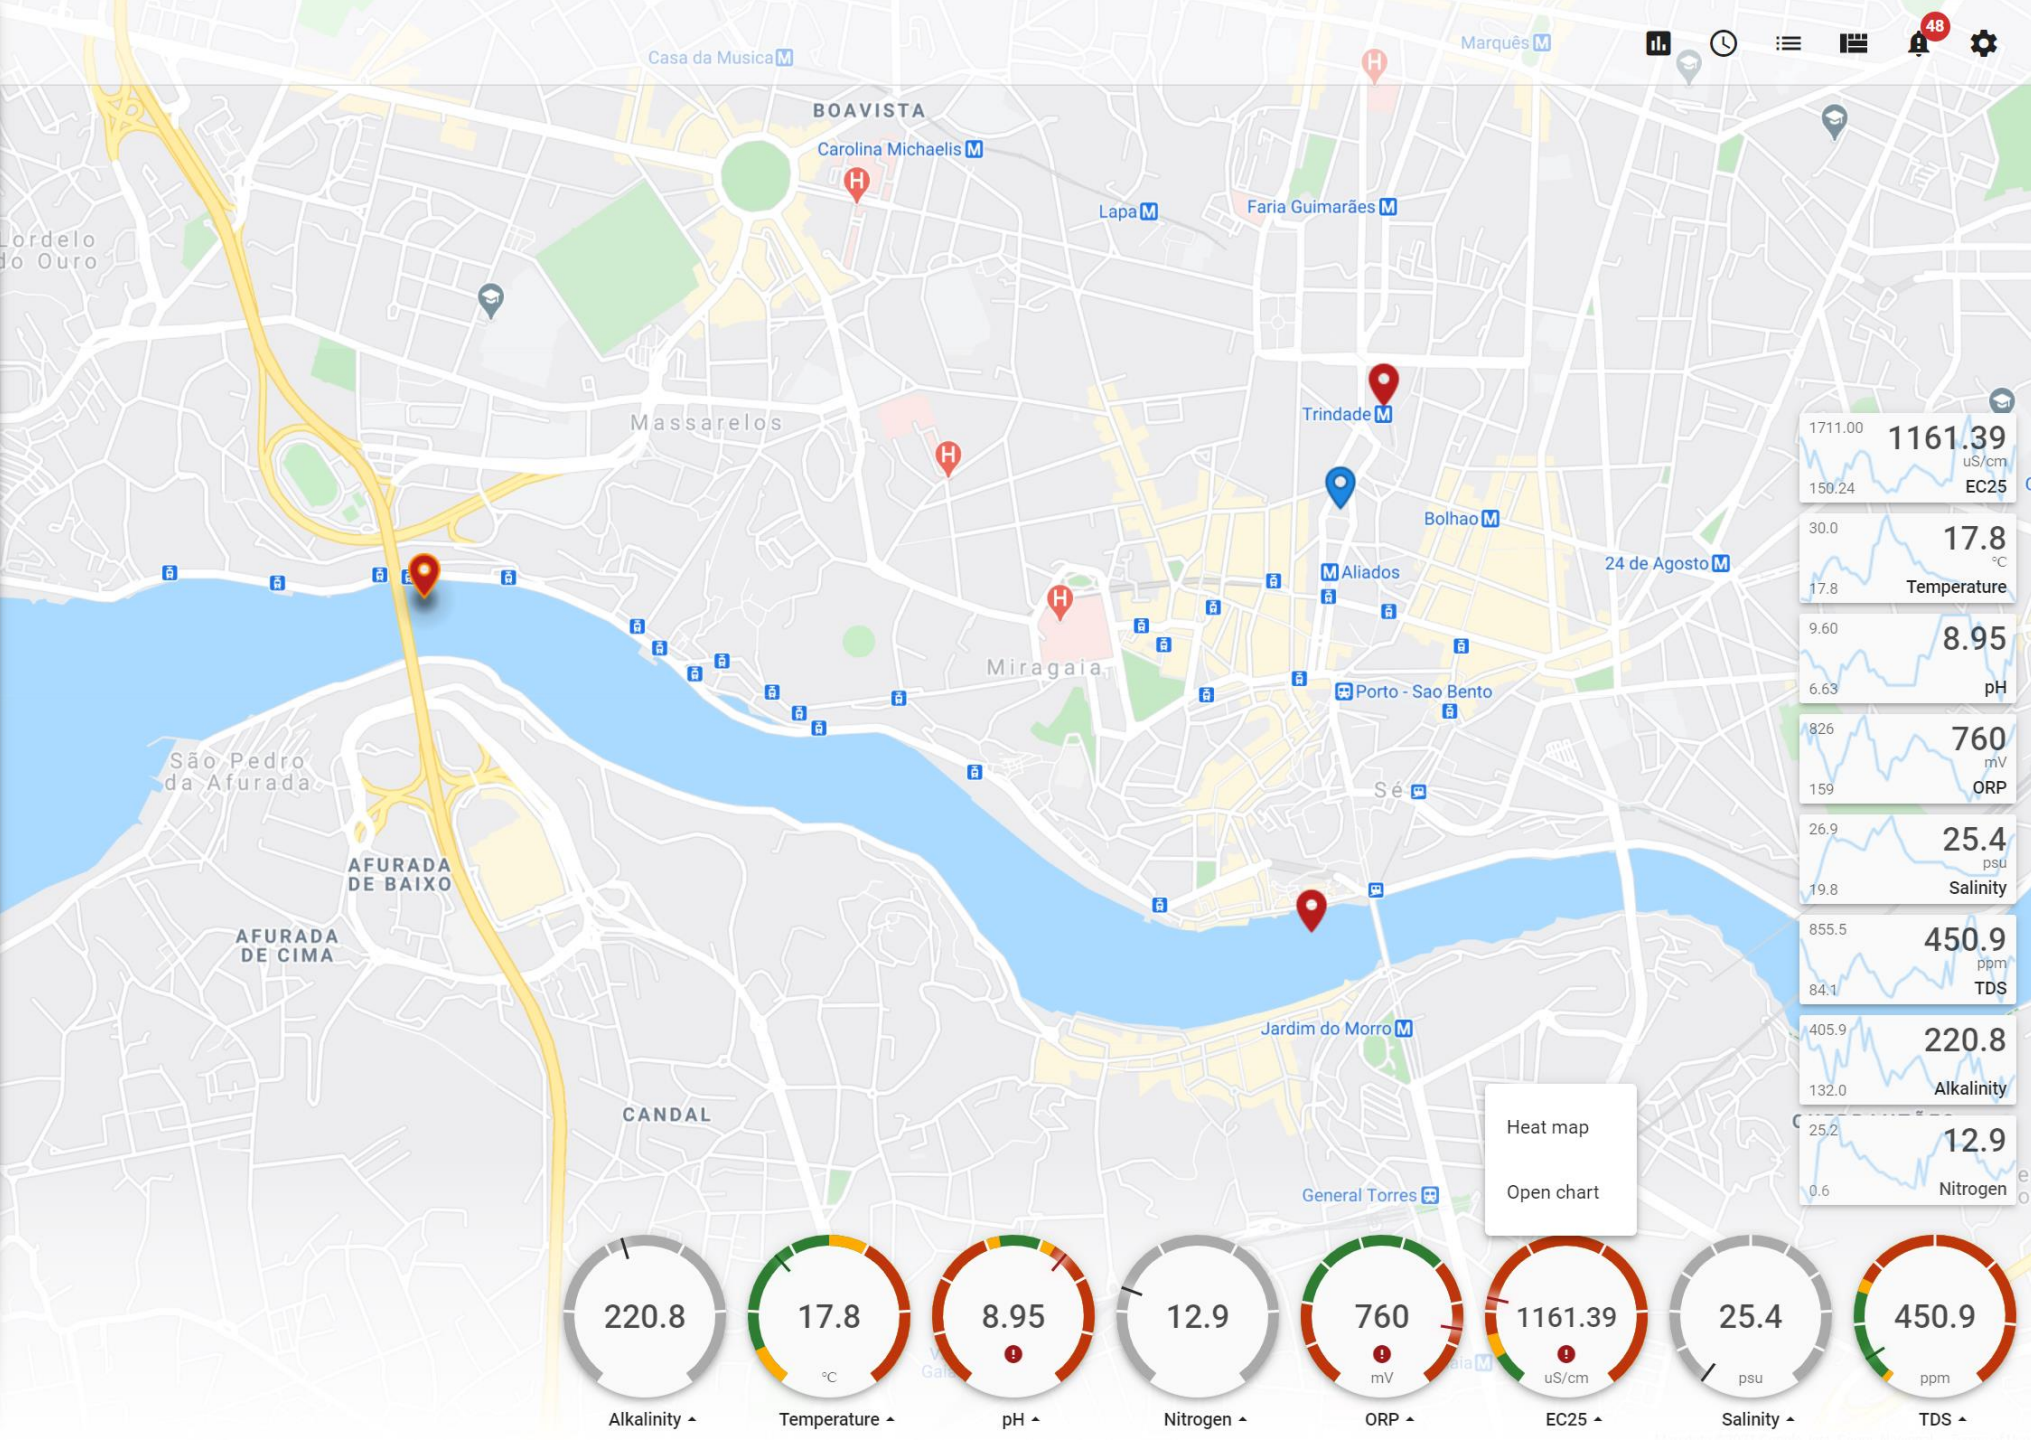 48
Casa da Musica M
Marquês M
H
BOAVISTA
Carolina Michaelis M
H
Lapa M
Faria Guimarães M
Lordelo
do Ouro
Massarelos
Trindade M
H
Bolhao M
24 de Agosto M
M Aliados
H
Miragaia
Porto - Sao Bento
São Pedro
da Afurada
Sé
AFURADA
DE BAIXO
AFURADA
DE CIMA
Jardim do Morro M
CANDAL
General Torres
1711.00
1161.39
uS/cm
150.24
EC25
30.0
17.8
°C
17.8
Temperature
9.60
8.95
6.63
pH
826
760
mV
159
ORP
26.9
25.4
psu
19.8
Salinity
855.5
450.9
ppm
84.1
TDS
405.9
220.8
132.0
Alkalinity
25.2
12.9
0.6
Nitrogen
Heat map
Open chart
220.8
Alkalinity
17.8
°C
Temperature
8.95
pH
12.9
Nitrogen
760
mV
ORP
1161.39
uS/cm
EC25
25.4
psu
Salinity
450.9
ppm
TDS